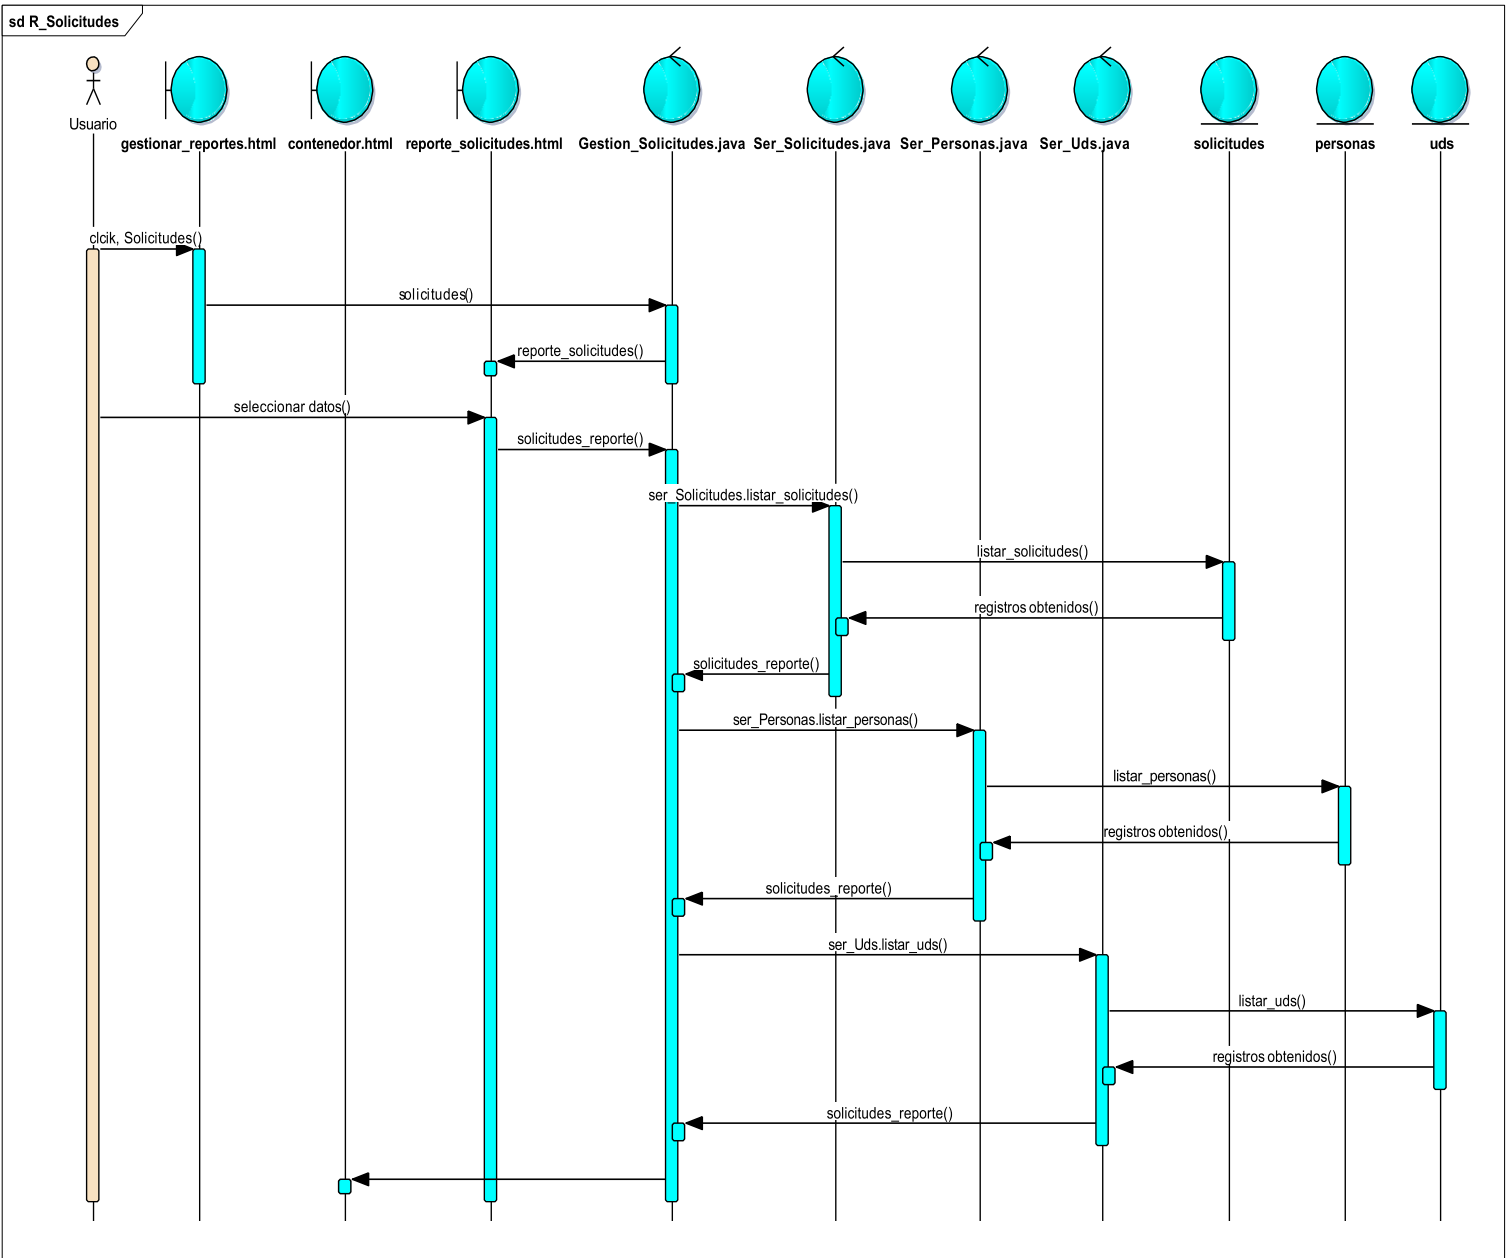 sd R_Solicitudes
Usuario
gestionar_reportes.html
contenedor.html
reporte_solicitudes.html
Gestion_Solicitudes.java
Ser_Solicitudes.java
Ser_Personas.java
Ser_Uds.java
solicitudes
personas
uds
clcik, Solicitudes()
solicitudes()
reporte_solicitudes()
seleccionar datos()
solicitudes_reporte()
ser_Solicitudes.listar_solicitudes()
listar_solicitudes()
registros obtenidos()
solicitudes_reporte()
ser_Personas.listar_personas()
listar_personas()
registros obtenidos()
solicitudes_reporte()
ser_Uds.listar_uds()
listar_uds()
registros obtenidos()
solicitudes_reporte()